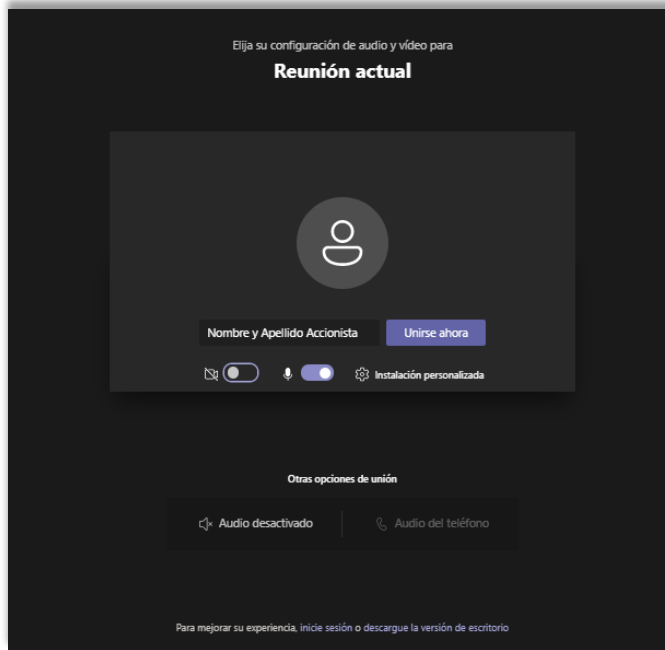 Elija su configuración de audio y vídeo para
Reunión actual
Nombre y Apellido Accionista
Unirse ahora
Instalación personalizada
Otras opciones de unión
Audio desactivado
Audio del teléfono
Para mejorar su experiencia, inicie sesión o descargue la versión de escritorio